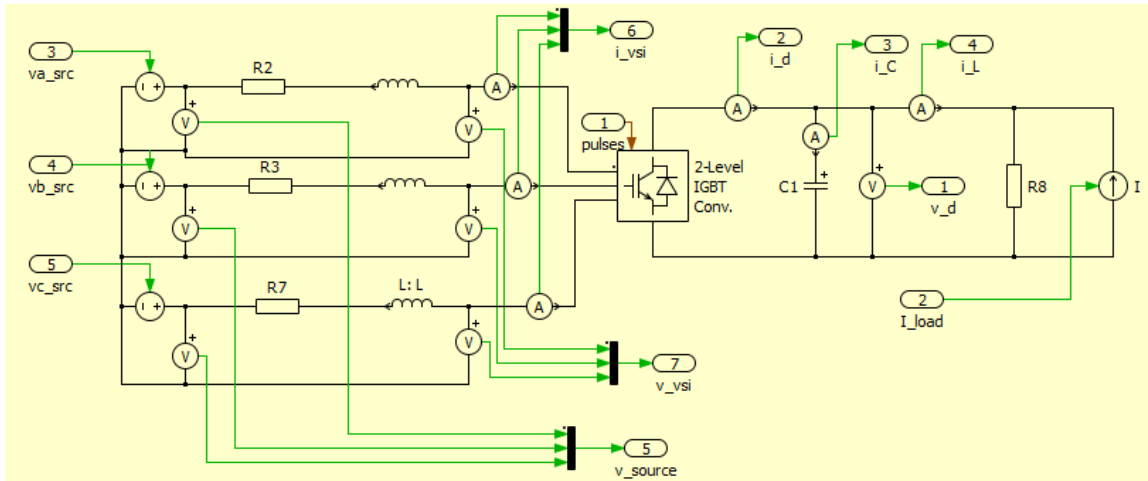 3
va_src
R2
A
6
i_vsi
2
i_d
3
i_C
4
i_L
V
V
1
pulses
A
A
A
4
vb_src
R3
A
2-Level
IGBT
Conv.
C1
V
1
v_d
R8
I
V
V
5
vc_src
R7
L: L
A
2
I_load
V
V
7
v_vsi
5
v_source